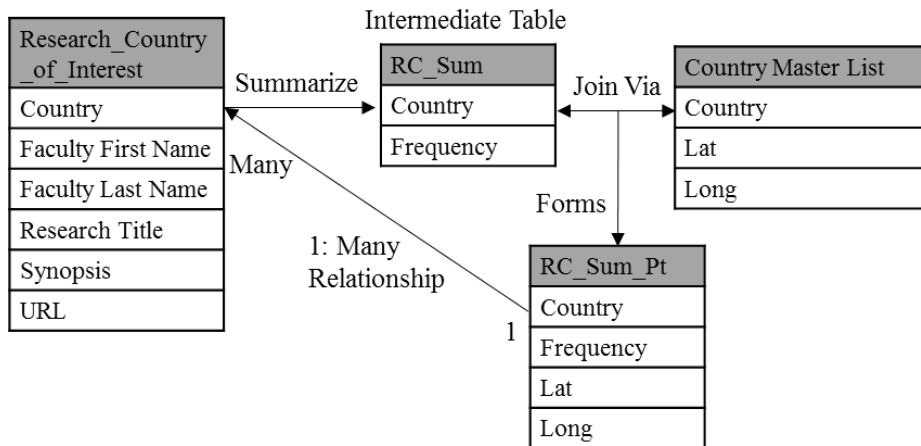 Intermediate Table
Research_Country
_of_Interest
Country
Faculty First Name
Faculty Last Name
Research Title
Synopsis
URL
Summarize
RC_Sum
Country
Frequency
Join Via
Country Master List
Country
Lat
Long
Many
1: Many
Relationship
1
Forms
RC_Sum_Pt
Country
Frequency
Lat
Long